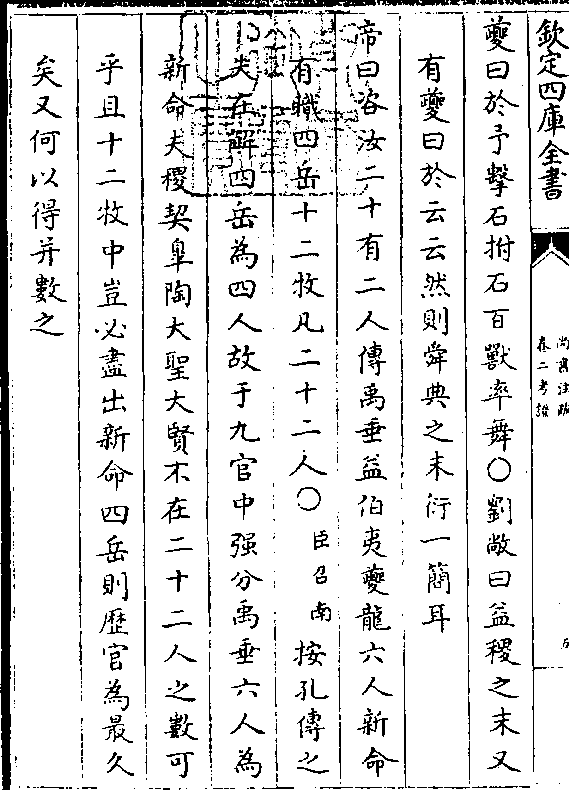 欽定四庫全書
尚書注疏
卷二考證
夔曰於予擊石拊石百獸率舞○劉敞曰益稷之末又
有夔曰於云云然則舜典之末衍一簡耳
帝曰咨汝二十有二人傳禹垂益伯夷夔龍六人新命
有職四岳十二牧凡二十二人○臣召南按孔傳之
失在解四岳為四人故于九官中强分禹垂六人為
新命夫稷契臯陶大聖大賢不在二十二人之數可
乎且十二牧中豈必盡出新命四岳則歷官為最久
矣又何以得并數之